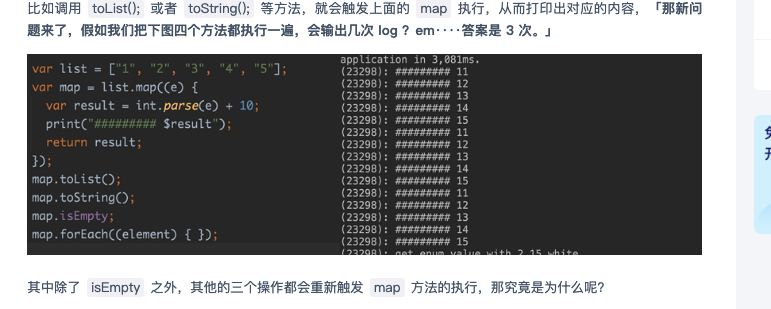 比如调用 toList(); 或者 toString(); 等方法，就会触发上面的 map 执行，从而打印出对应的内容，「那新问
题来了，假如我们把下图四个方法都执行一遍，会输出几次 log ？em････答案是 3 次。」
var list = ["1", "2", "3", "4", "5"];
var map = list.map((e) {
var result = int.parse(e) + 10;
print("######### $result");
return result;
});
map.toList();
map.toString();
map.isEmpty;
map.forEach((element) { });
application in 3,081ms.
(23298): ######### 11
(23298): ######### 12
(23298): ######### 13
(23298): ######### 14
(23298): ######### 15
(23298): ######### 11
(23298): ######### 12
(23298): ######### 13
(23298): ######### 14
(23298): ######### 15
(23298): ######### 11
(23298): ######### 12
(23298): ######### 13
(23298): ######### 14
(23298): ######### 15
(23298): get enum value with 2 15 white
其中除了 isEmpty 之外，其他的三个操作都会重新触发 map 方法的执行，那究竟是为什么呢？